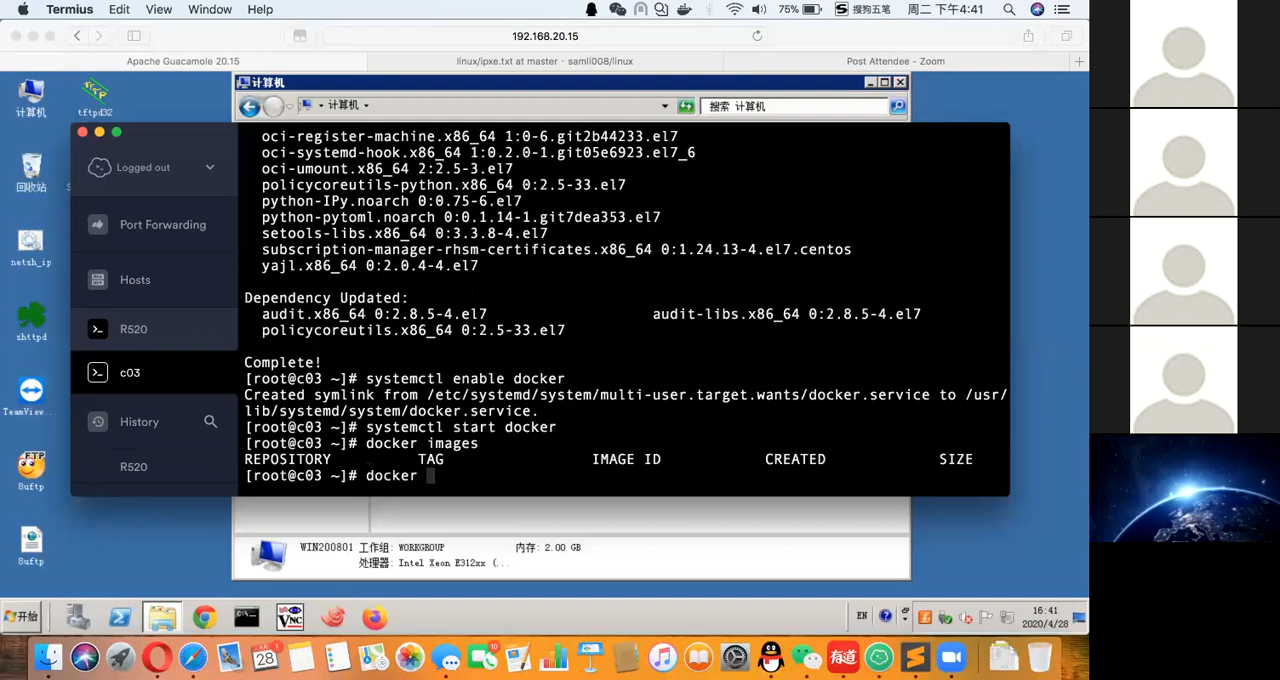 Termius Edit View Window Help 75% 搜狗五笔 周二 下午4:41
192.168.20.15
Apache Guacamole 20.15 linux/ipxe.txt at master · samli008/linux Post Attendee - Zoom
计算机
tftpd32
回收站
netsh_ip
zhttpd
TeamView...
8uftp
8uftp
计算机
计算机
搜索 计算机
Logged out
Port Forwarding
Hosts
R520
c03
History
R520
oci-register-machine.x86_64 1:0-6.git2b44233.el7
oci-systemd-hook.x86_64 1:0.2.0-1.git05e6923.el7_6
oci-umount.x86_64 2:2.5-3.el7
policycoreutils-python.x86_64 0:2.5-33.el7
python-IPy.noarch 0:0.75-6.el7
python-pytoml.noarch 0:0.1.14-1.git7dea353.el7
setools-libs.x86_64 0:3.3.8-4.el7
subscription-manager-rhsm-certificates.x86_64 0:1.24.13-4.el7.centos
yajl.x86_64 0:2.0.4-4.el7
Dependency Updated:
audit.x86_64 0:2.8.5-4.el7 audit-libs.x86_64 0:2.8.5-4.el7
policycoreutils.x86_64 0:2.5-33.el7
Complete!
[root@c03 ~]# systemctl enable docker
Created symlink from /etc/systemd/system/multi-user.target.wants/docker.service to /usr/
lib/systemd/system/docker.service.
[root@c03 ~]# systemctl start docker
[root@c03 ~]# docker images
REPOSITORY TAG IMAGE ID CREATED SIZE
[root@c03 ~]# docker
WIN200801 工作组: WORKGROUP 内存: 2.00 GB
处理器: Intel Xeon E312xx (...
开始
EN
16:41
2020/4/28
28
10
有道